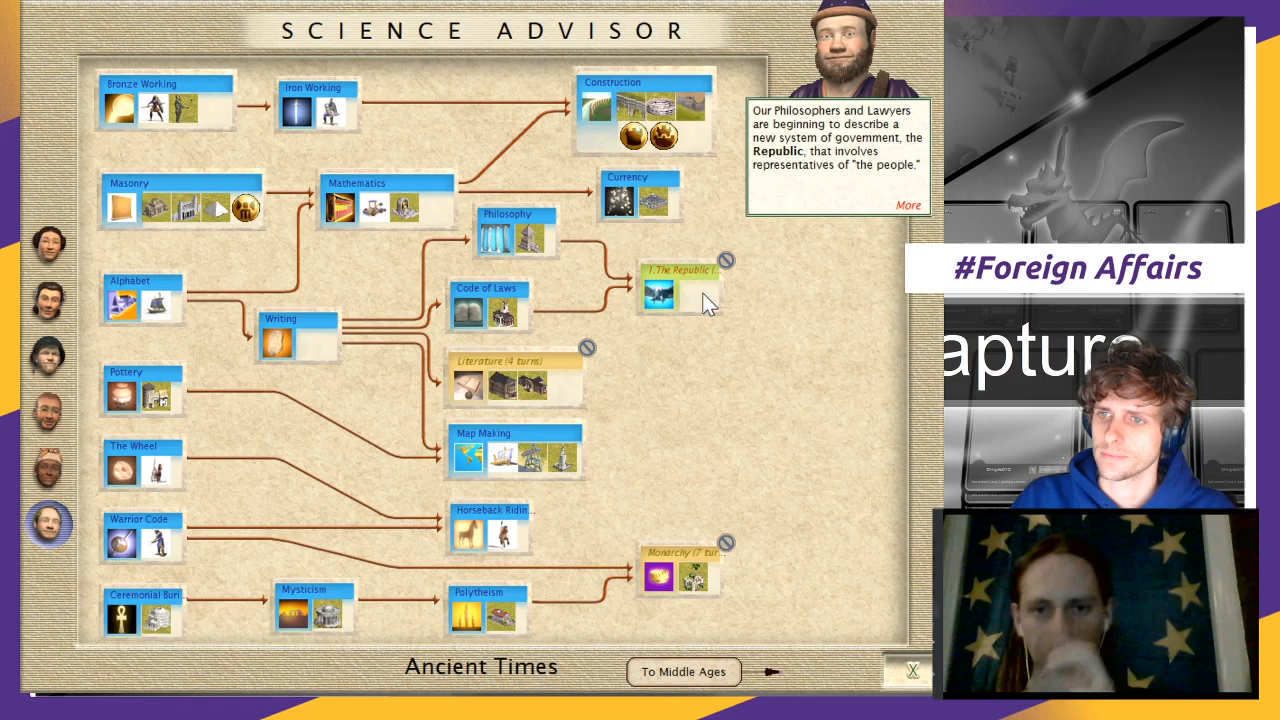 SCIENCE ADVISOR
Bronze Working
Iron Working
Construction
Our Philosophers and Lawyers
are beginning to describe a
new system of government, the
Republic, that involves
representatives of "the people."
More
Masonry
Mathematics
Currency
Philosophy
Alphabet
Code of Laws
1.The Republic (...
#Foreign Affairs
Writing
apture
Literature (4 turns)
Pottery
Map Making
The Wheel
Warrior Code
Horseback Ridin...
Monarchy (7 tur...
Ceremonial Buri...
Mysticism
Polytheism
Ancient Times
To Middle Ages
X